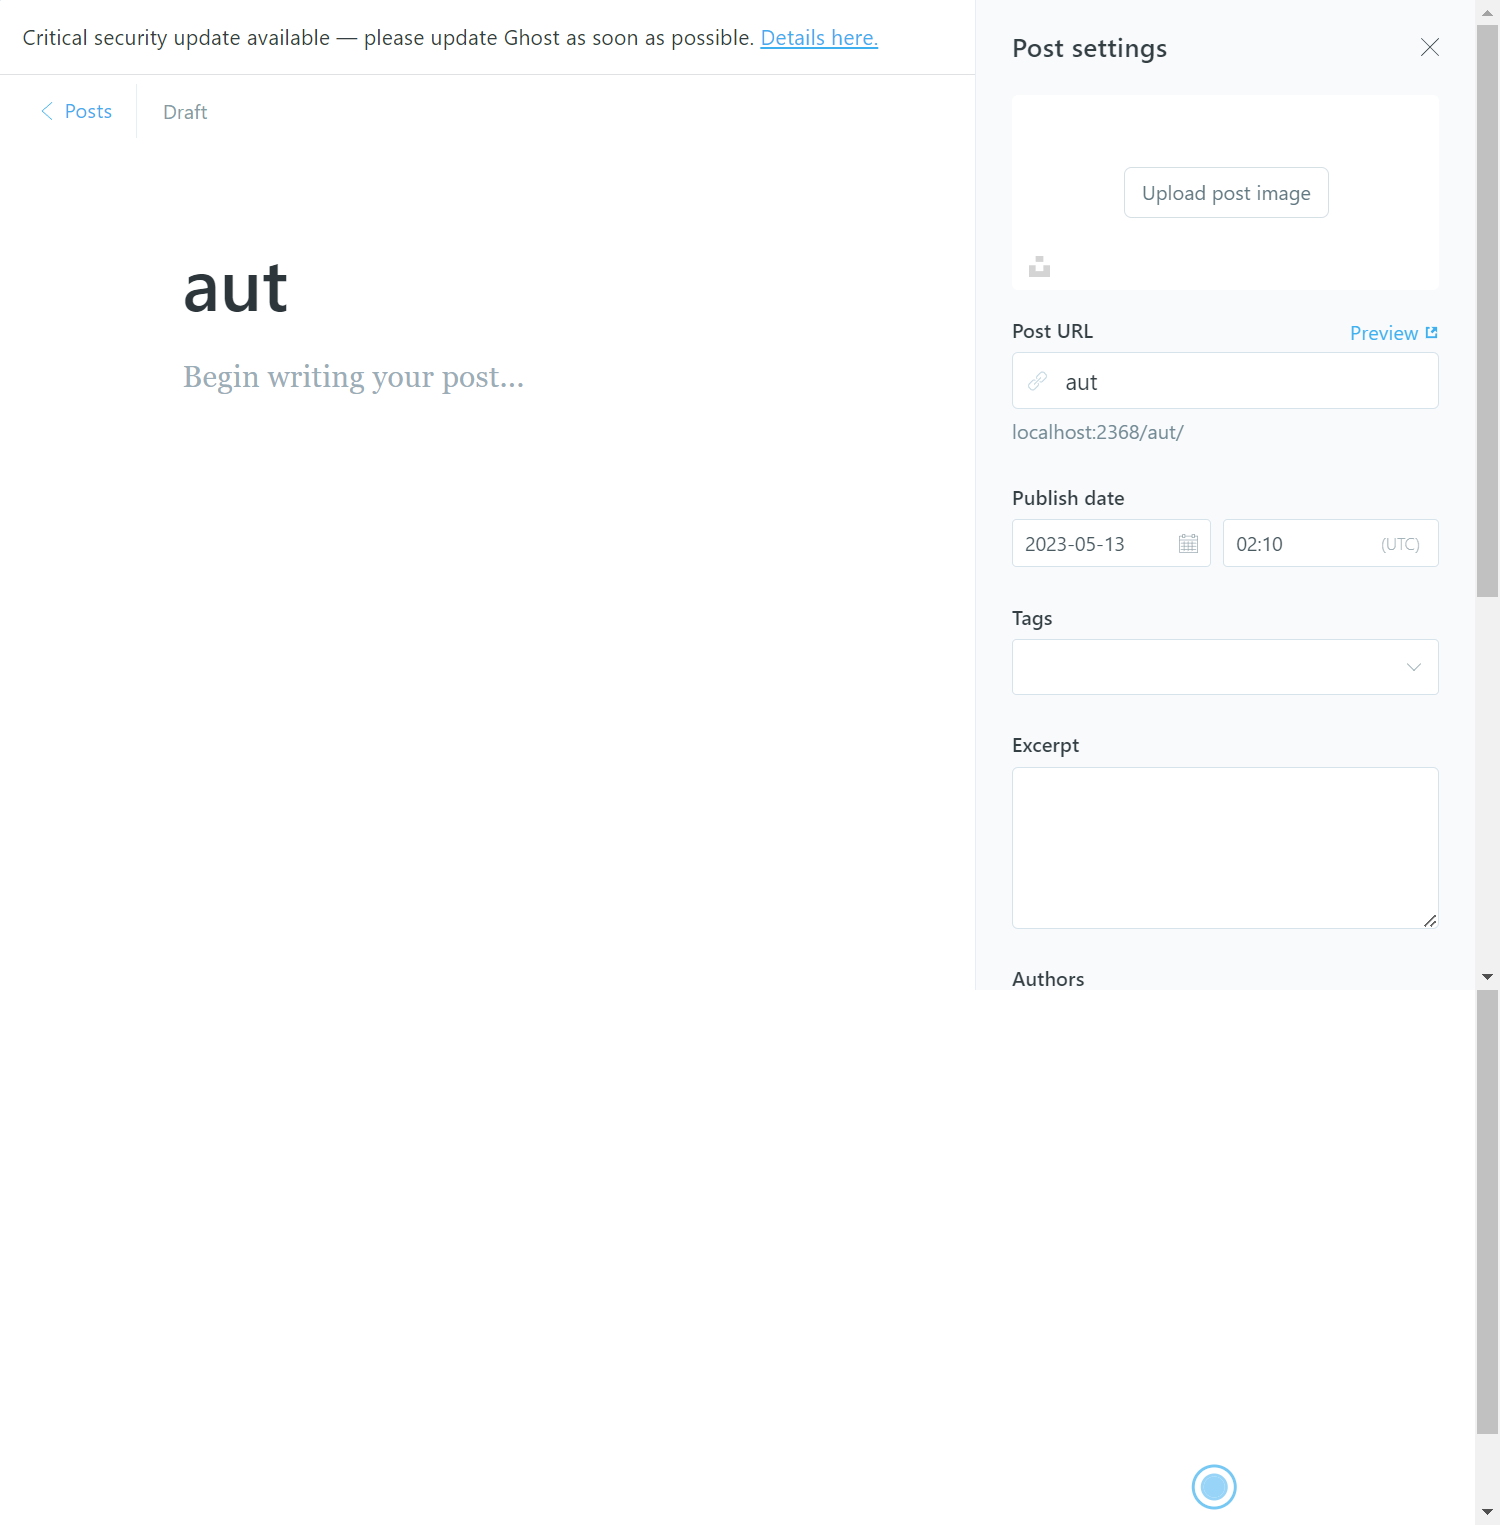 Critical security update available — please update Ghost as soon as possible. Details here.
Posts
Draft
aut
Begin writing your post...
Post settings
Upload post image
Post URL
Preview
aut
localhost:2368/aut/
Publish date
2023-05-13
02:10
(UTC)
Tags
Excerpt
Authors